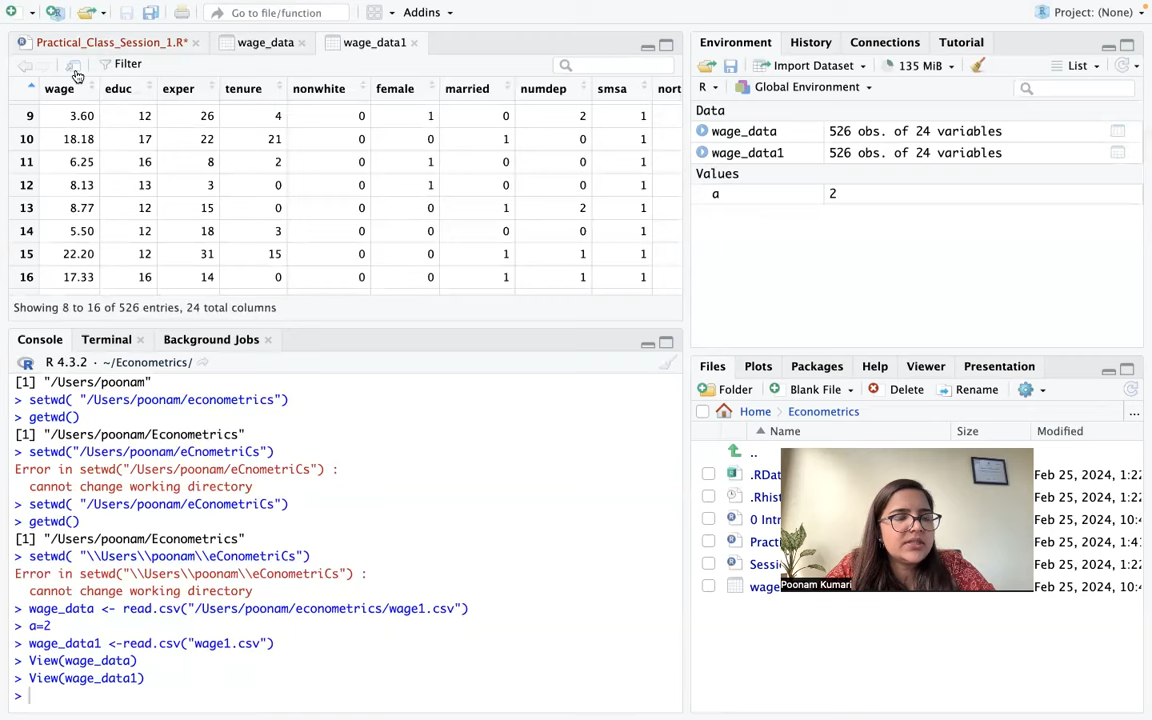 Go to file/function
Addins
Project: (None)
Practical_Class_Session_1.R*
wage_data
wage_data1
Filter
wage educ exper tenure nonwhite female married numdep smsa nort
9 3.60 12 26 4 0 1 0 2 1
10 18.18 17 22 21 0 0 1 0 1
11 6.25 16 8 2 0 1 0 0 1
12 8.13 13 3 0 0 1 0 0 1
13 8.77 12 15 0 0 0 1 2 1
14 5.50 12 18 3 0 0 0 0 1
15 22.20 12 31 15 0 0 1 1 1
16 17.33 16 14 0 0 0 1 1 1
Showing 8 to 16 of 526 entries, 24 total columns
Console Terminal Background Jobs
R 4.3.2 · ~/Econometrics/
[1] "/Users/poonam"
> setwd( "/Users/poonam/econometrics")
> getwd()
[1] "/Users/poonam/Econometrics"
> setwd("/Users/poonam/eCnometriCs")
Error in setwd("/Users/poonam/eCnometriCs") :
cannot change working directory
> setwd( "/Users/poonam/eConometriCs")
> getwd()
[1] "/Users/poonam/Econometrics"
> setwd( "\\Users\\poonam\\eConometriCs")
Error in setwd("\\Users\\poonam\\eConometriCs") :
cannot change working directory
> wage_data <- read.csv("/Users/poonam/econometrics/wage1.csv")
> a=2
> wage_data1 <-read.csv("wage1.csv")
> View(wage_data)
> View(wage_data1)
>
Environment History Connections Tutorial
Import Dataset 135 MiB List
R Global Environment
Data
wage_data 526 obs. of 24 variables
wage_data1 526 obs. of 24 variables
Values
a 2
Files Plots Packages Help Viewer Presentation
Folder Blank File Delete Rename
Home Econometrics ...
Name Size Modified
..
.RDat Feb 25, 2024, 1:22
.Rhist Feb 25, 2024, 1:22
0 Intr Feb 25, 2024, 10:4
Practi Feb 25, 2024, 1:41
Sessi Feb 25, 2024, 1:22
wage Feb 25, 2024, 10:4
Poonam Kumari